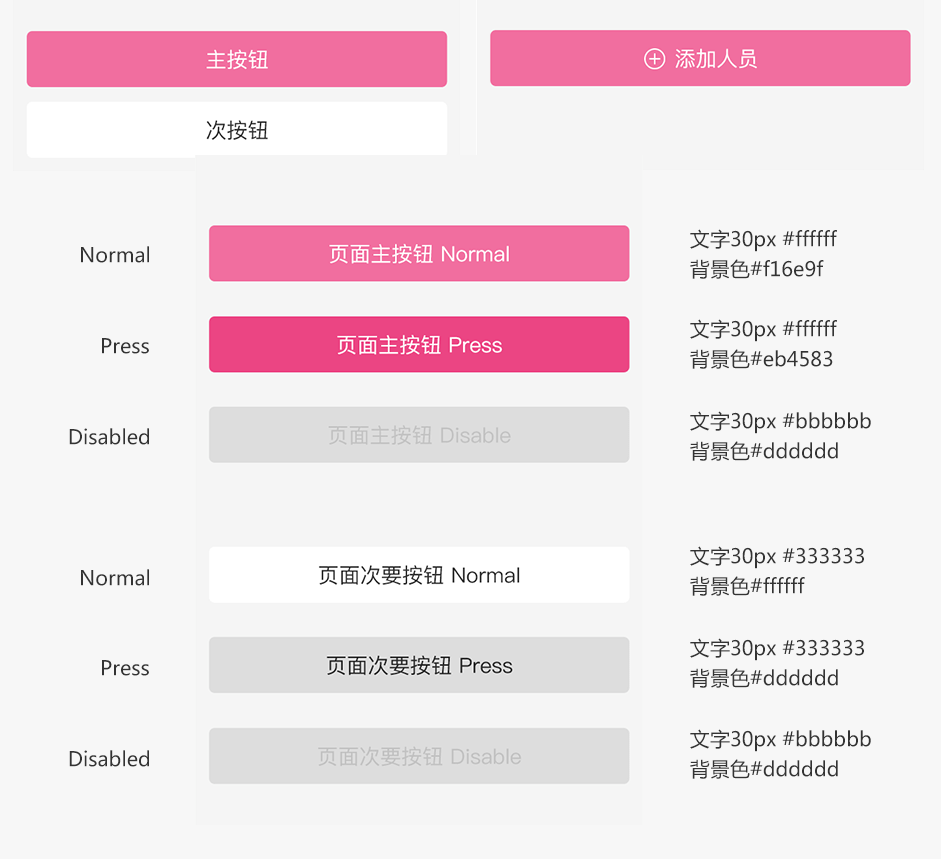 主按钮
添加人员
次按钮
Normal
页面主按钮 Normal
文字30px #ffffff
背景色#f16e9f
Press
页面主按钮 Press
文字30px #ffffff
背景色#eb4583
Disabled
页面主按钮 Disable
文字30px #bbbbbb
背景色#dddddd
Normal
页面次要按钮 Normal
文字30px #333333
背景色#ffffff
Press
页面次要按钮 Press
文字30px #333333
背景色#dddddd
Disabled
页面次要按钮 Disable
文字30px #bbbbbb
背景色#dddddd